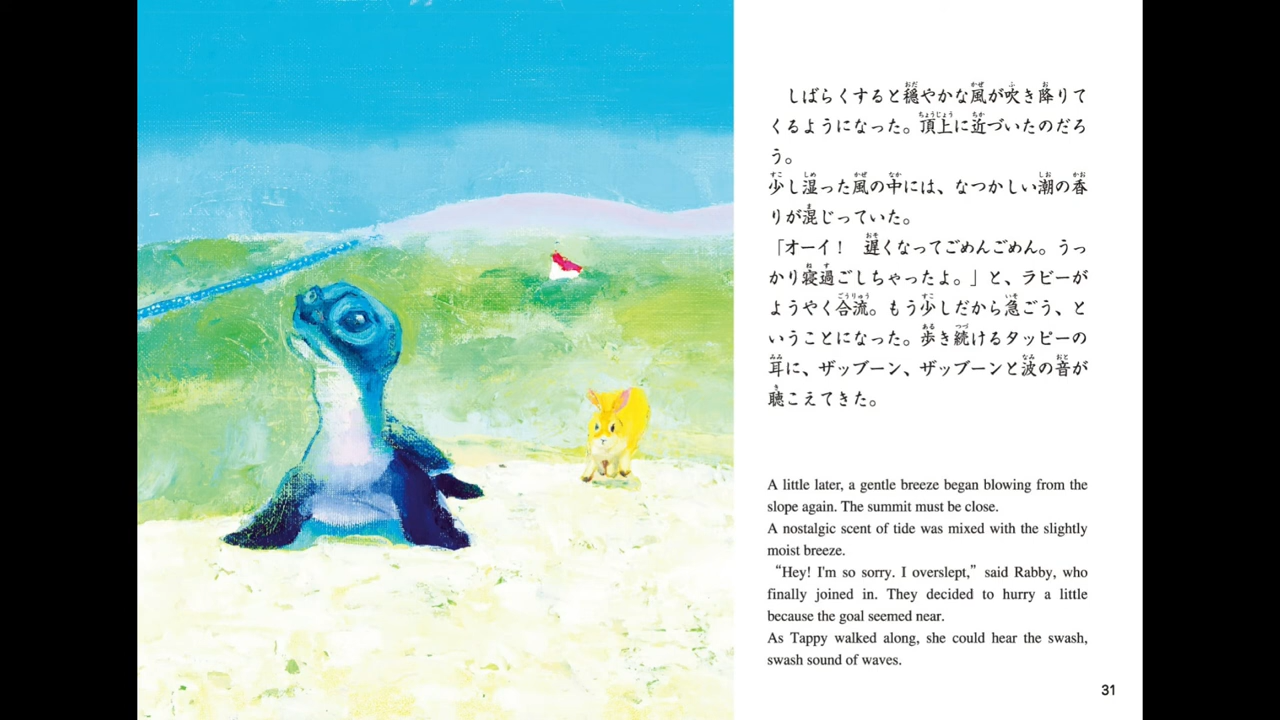 しばらくすると穏やかな風が吹き降りて
くるようになった。頂上に近づいたのだろ
う。
少し湿った風の中には、なつかしい潮の香
りが混じっていた。
「オーイ！　遅くなってごめんごめん。うっ
かり寝過ごしちゃったよ。」と、ラビーが
ようやく合流。もう少しだから急ごう、と
いうことになった。歩き続けるタッピーの
耳に、ザッブーン、ザッブーンと波の音が
聴こえてきた。
A little later, a gentle breeze began blowing from the
slope again. The summit must be close.
A nostalgic scent of tide was mixed with the slightly
moist breeze.
“Hey! I'm so sorry. I overslept,” said Rabby, who
finally joined in. They decided to hurry a little
because the goal seemed near.
As Tappy walked along, she could hear the swash,
swash sound of waves.
31